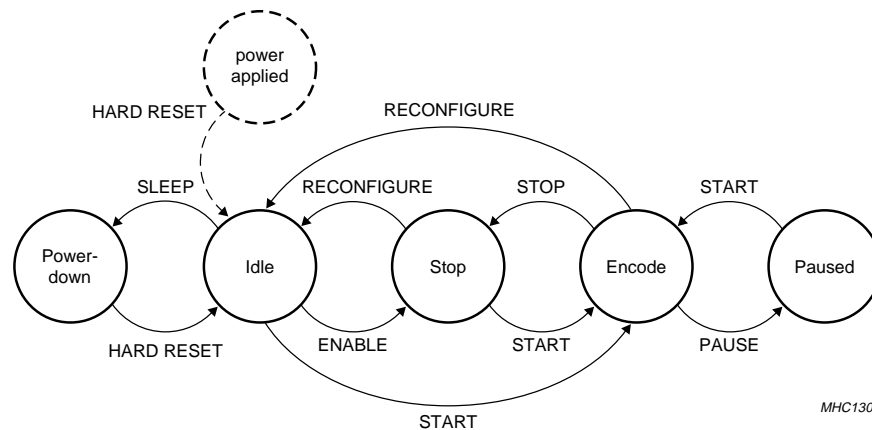 power
applied
HARD RESET
RECONFIGURE
SLEEP
RECONFIGURE
STOP
START
Power-
down
Idle
Stop
Encode
Paused
HARD RESET
ENABLE
START
PAUSE
START
MHC130